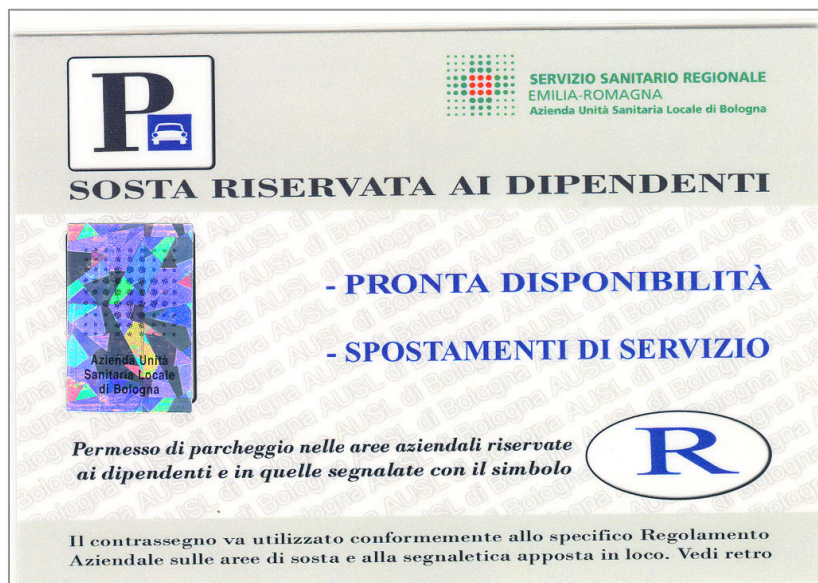 P
SERVIZIO SANITARIO REGIONALE
EMILIA-ROMAGNA
Azienda Unità Sanitaria Locale di Bologna
SOSTA RISERVATA AI DIPENDENTI
- PRONTA DISPONIBILITÀ
- SPOSTAMENTI DI SERVIZIO
Azienda Unità
Sanitaria Locale
di Bologna
Permesso di parcheggio nelle aree aziendali riservate
ai dipendenti e in quelle segnalate con il simbolo
R
Il contrassegno va utilizzato conformemente allo specifico Regolamento
Aziendale sulle aree di sosta e alla segnaletica apposta in loco. Vedi retro